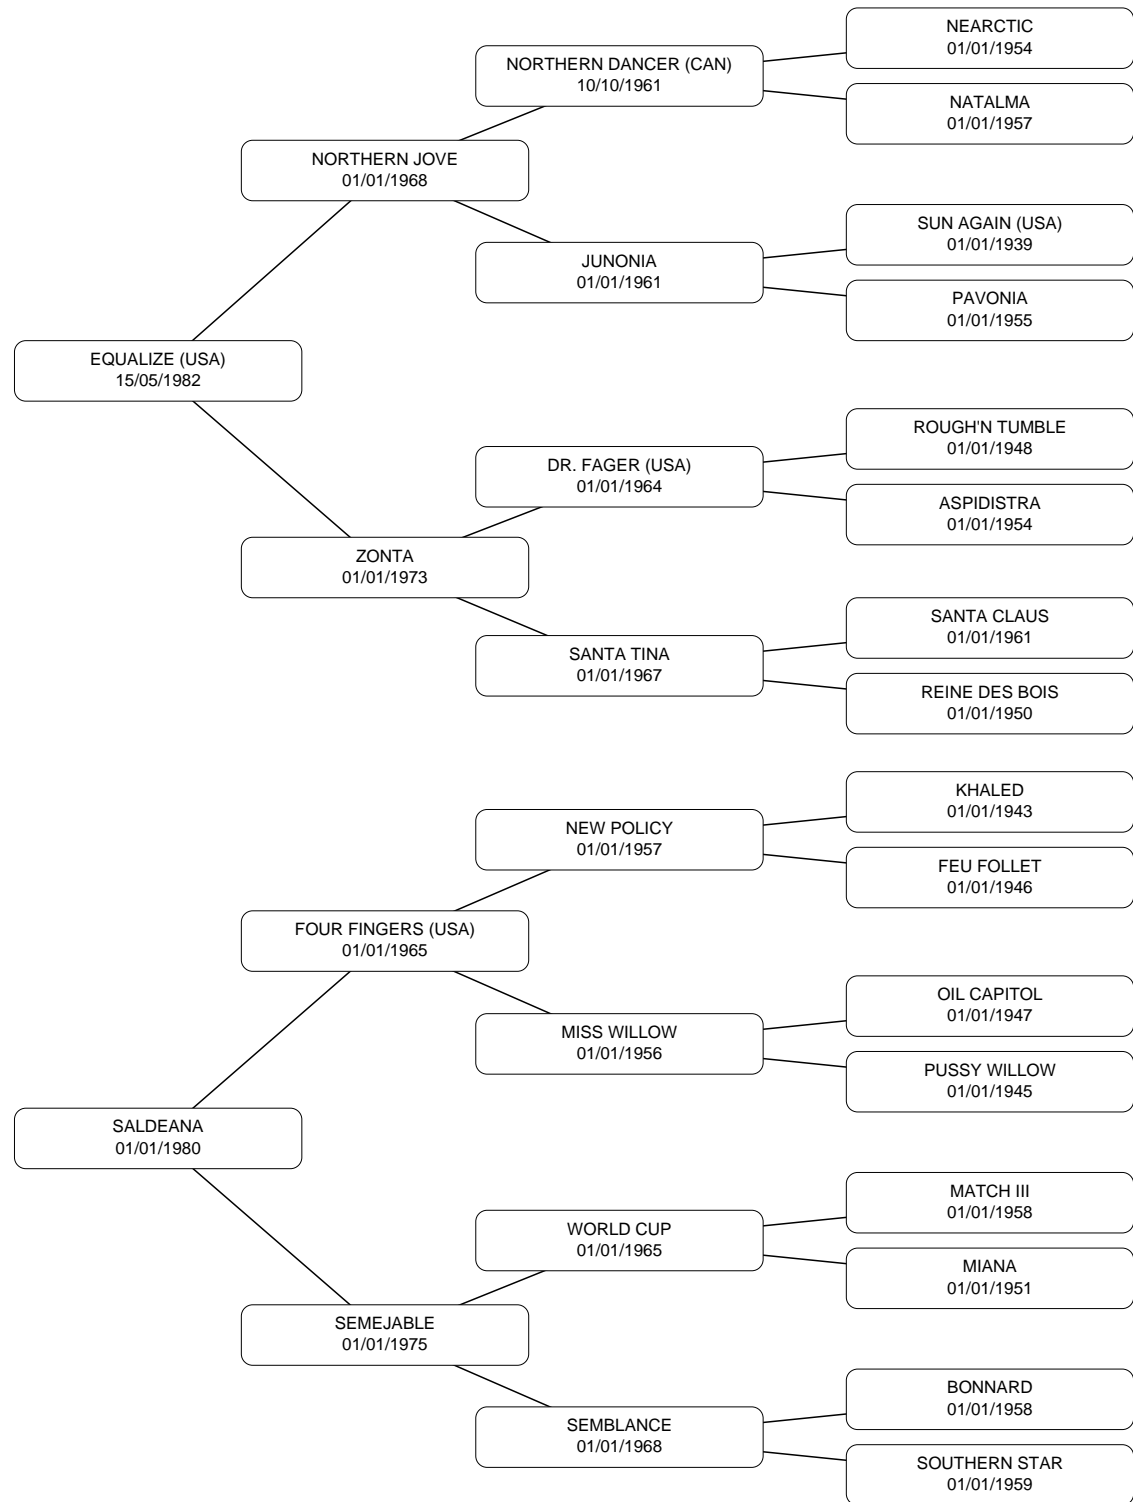 NEARCTIC
01/01/1954
NORTHERN DANCER (CAN)
10/10/1961
NATALMA
01/01/1957
NORTHERN JOVE
01/01/1968
SUN AGAIN (USA)
01/01/1939
JUNONIA
01/01/1961
PAVONIA
01/01/1955
EQUALIZE (USA)
15/05/1982
ROUGH'N TUMBLE
01/01/1948
DR. FAGER (USA)
01/01/1964
ASPIDISTRA
01/01/1954
ZONTA
01/01/1973
SANTA CLAUS
01/01/1961
SANTA TINA
01/01/1967
REINE DES BOIS
01/01/1950
KHALED
01/01/1943
NEW POLICY
01/01/1957
FEU FOLLET
01/01/1946
FOUR FINGERS (USA)
01/01/1965
OIL CAPITOL
01/01/1947
MISS WILLOW
01/01/1956
PUSSY WILLOW
01/01/1945
SALDEANA
01/01/1980
MATCH III
01/01/1958
WORLD CUP
01/01/1965
MIANA
01/01/1951
SEMEJABLE
01/01/1975
BONNARD
01/01/1958
SEMBLANCE
01/01/1968
SOUTHERN STAR
01/01/1959